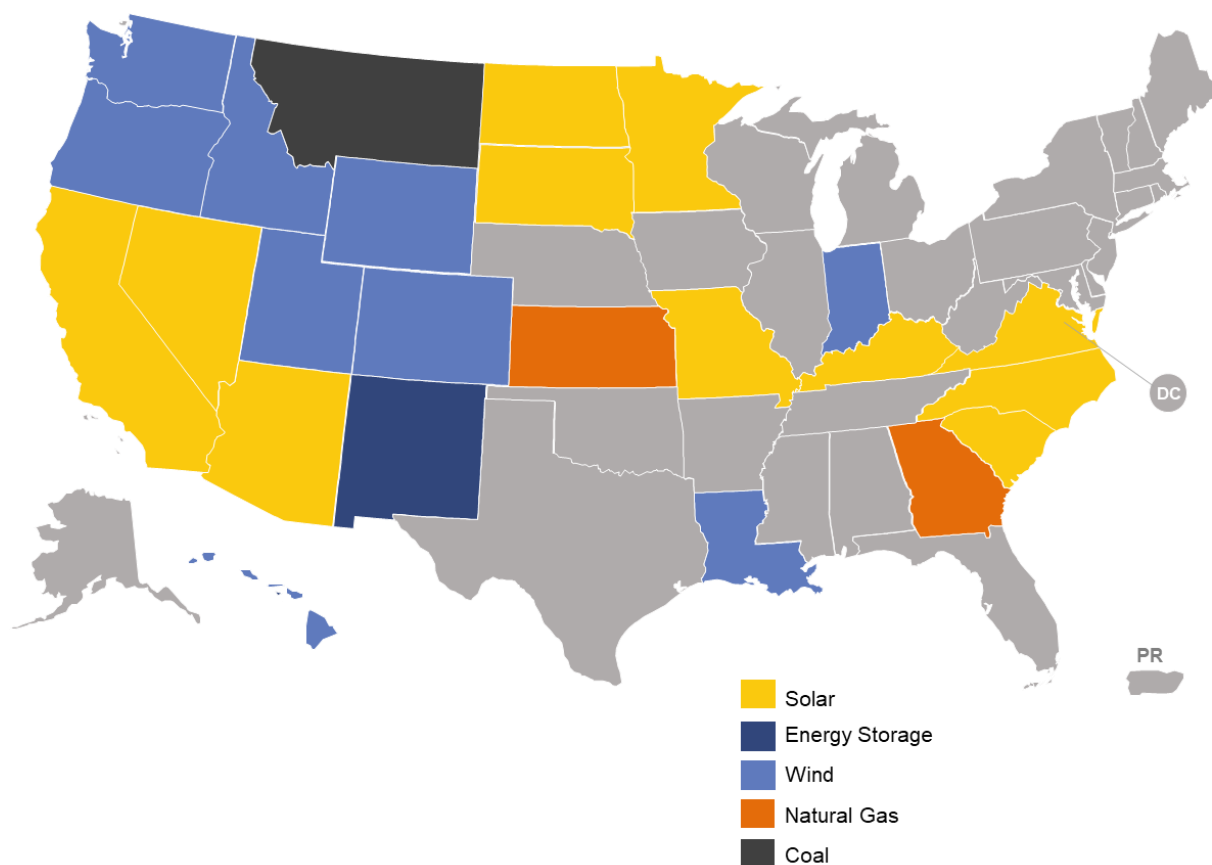 DC
PR
Solar
Energy Storage
Wind
Natural Gas
Coal